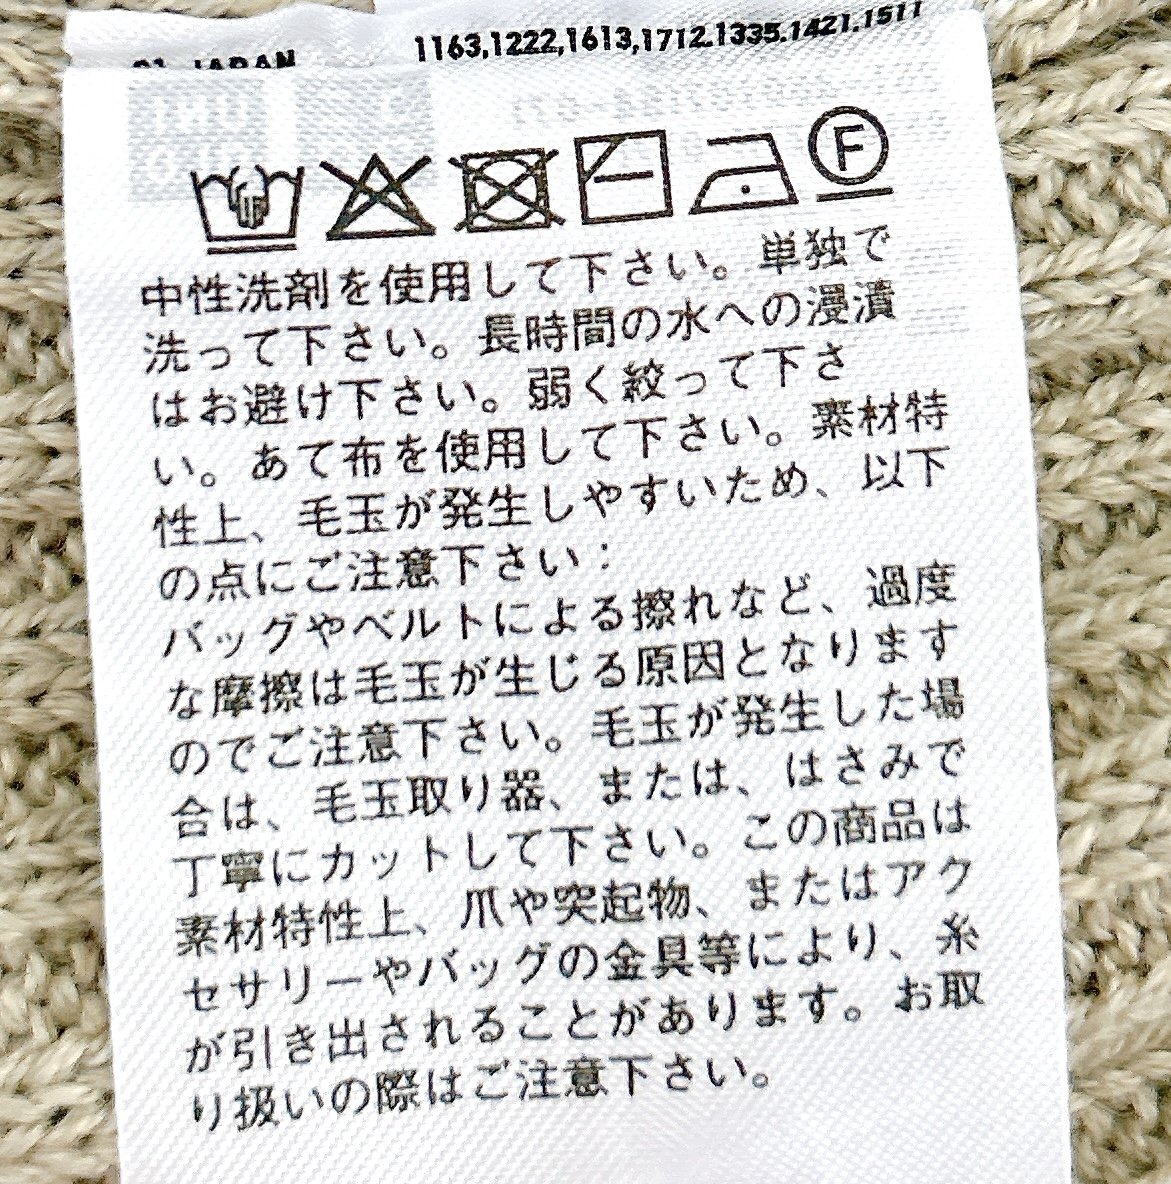 01 JAPAN 1163,1222,1613,1712.1335.1421,1511
F
中性洗剤を使用して下さい。単独で
洗って下さい。長時間の水への浸漬
はお避け下さい。弱く絞って下さ
い。あて布を使用して下さい。素材特
性上、毛玉が発生しやすいため、以下
の点にご注意下さい：
バッグやベルトによる擦れなど、過度
な摩擦は毛玉が生じる原因となります
のでご注意下さい。毛玉が発生した場
合は、毛玉取り器、または、はさみで
丁寧にカットして下さい。この商品は
素材特性上、爪や突起物、またはアク
セサリーやバッグの金具等により、糸
が引き出されることがあります。お取
り扱いの際はご注意下さい。